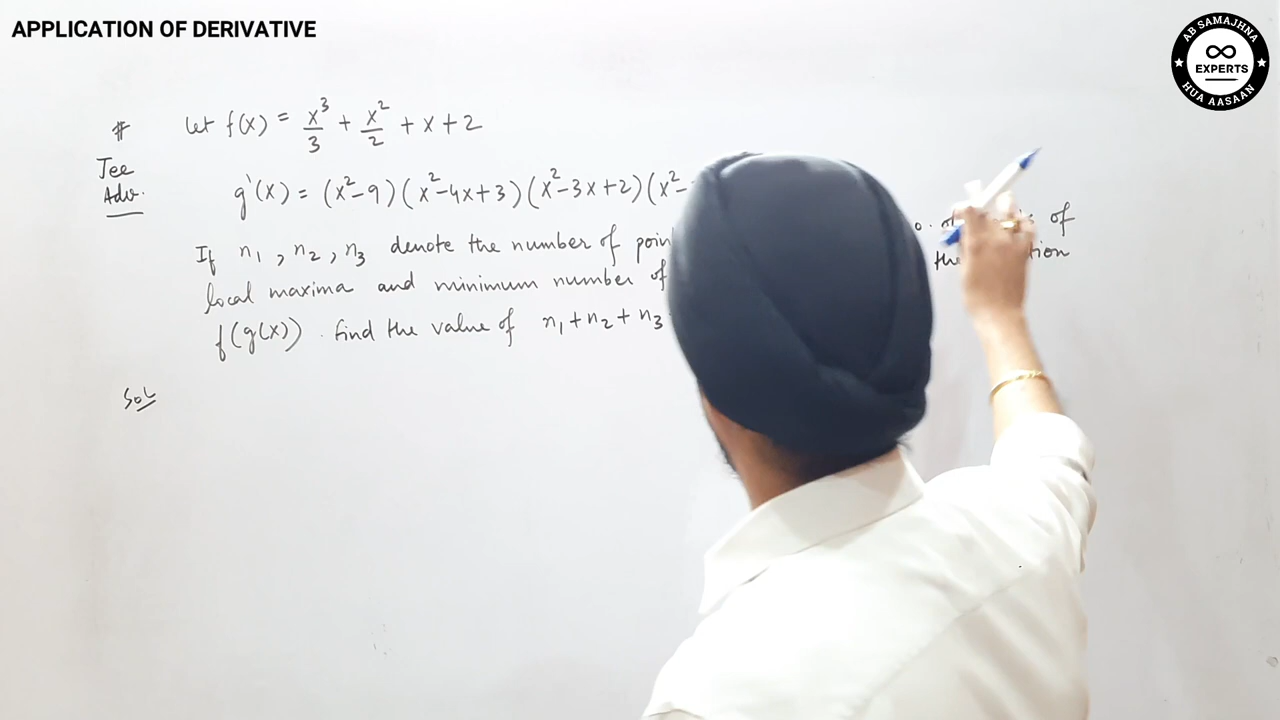 APPLICATION OF DERIVATIVE
AB SAMAJHNA
EXPERTS
HUA AASAAN
# Let f(x) = x³/3 + x²/2 + x + 2
Jee
Adv.
g'(x) = (x²-9)(x²-4x+3)(x²-3x+2)(x²-
If n₁, n₂, n₃ denote the number of of
local maxima and minimum number of the
f(g(x)). find the value of n₁+n₂+n₃
Sol